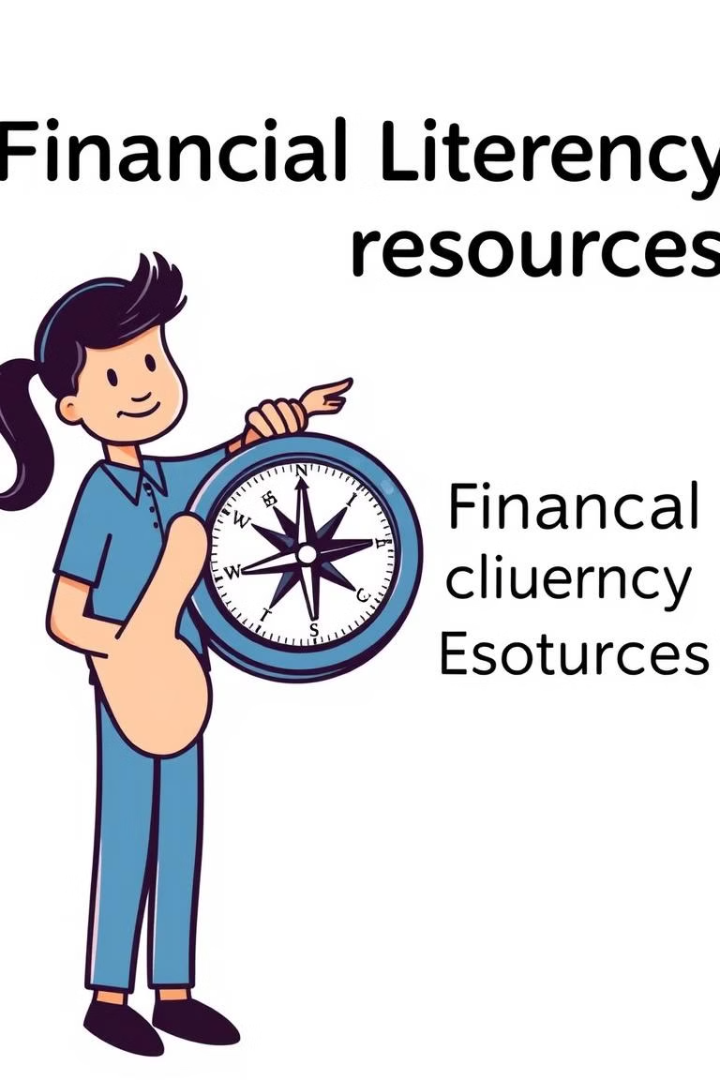 Financial Literency
resources
Financal
cliuerncy
Esoturces
N
I
E
C
S
T
W
W